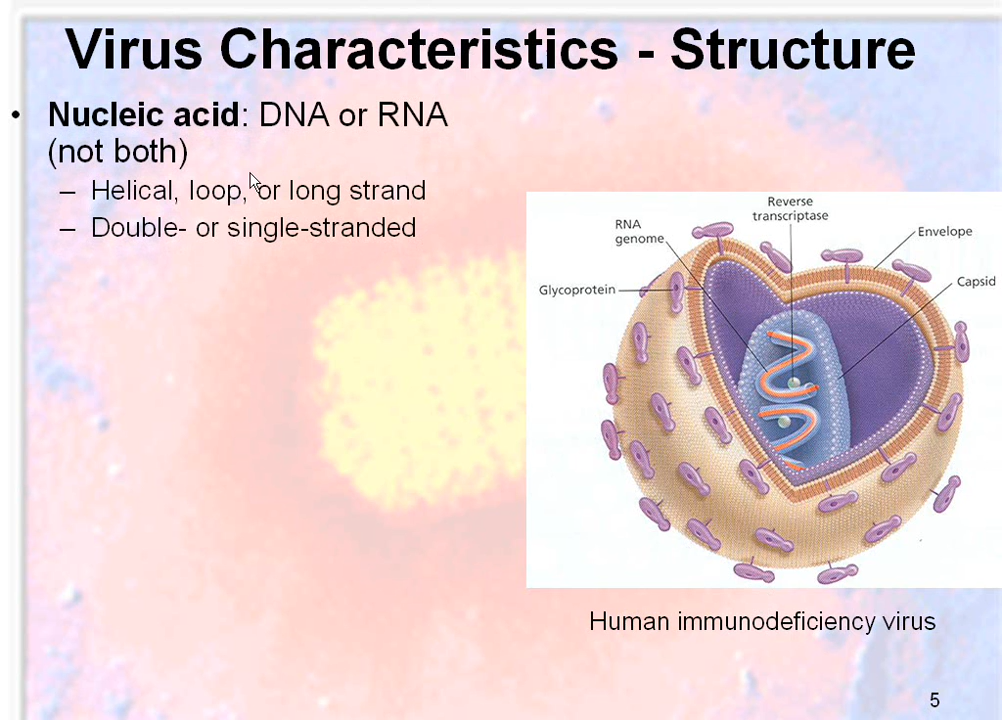 Virus Characteristics - Structure
• Nucleic acid: DNA or RNA
(not both)
– Helical, loop, or long strand
– Double- or single-stranded
Reverse
transcriptase
RNA
genome
Envelope
Glycoprotein
Capsid
Human immunodeficiency virus
5